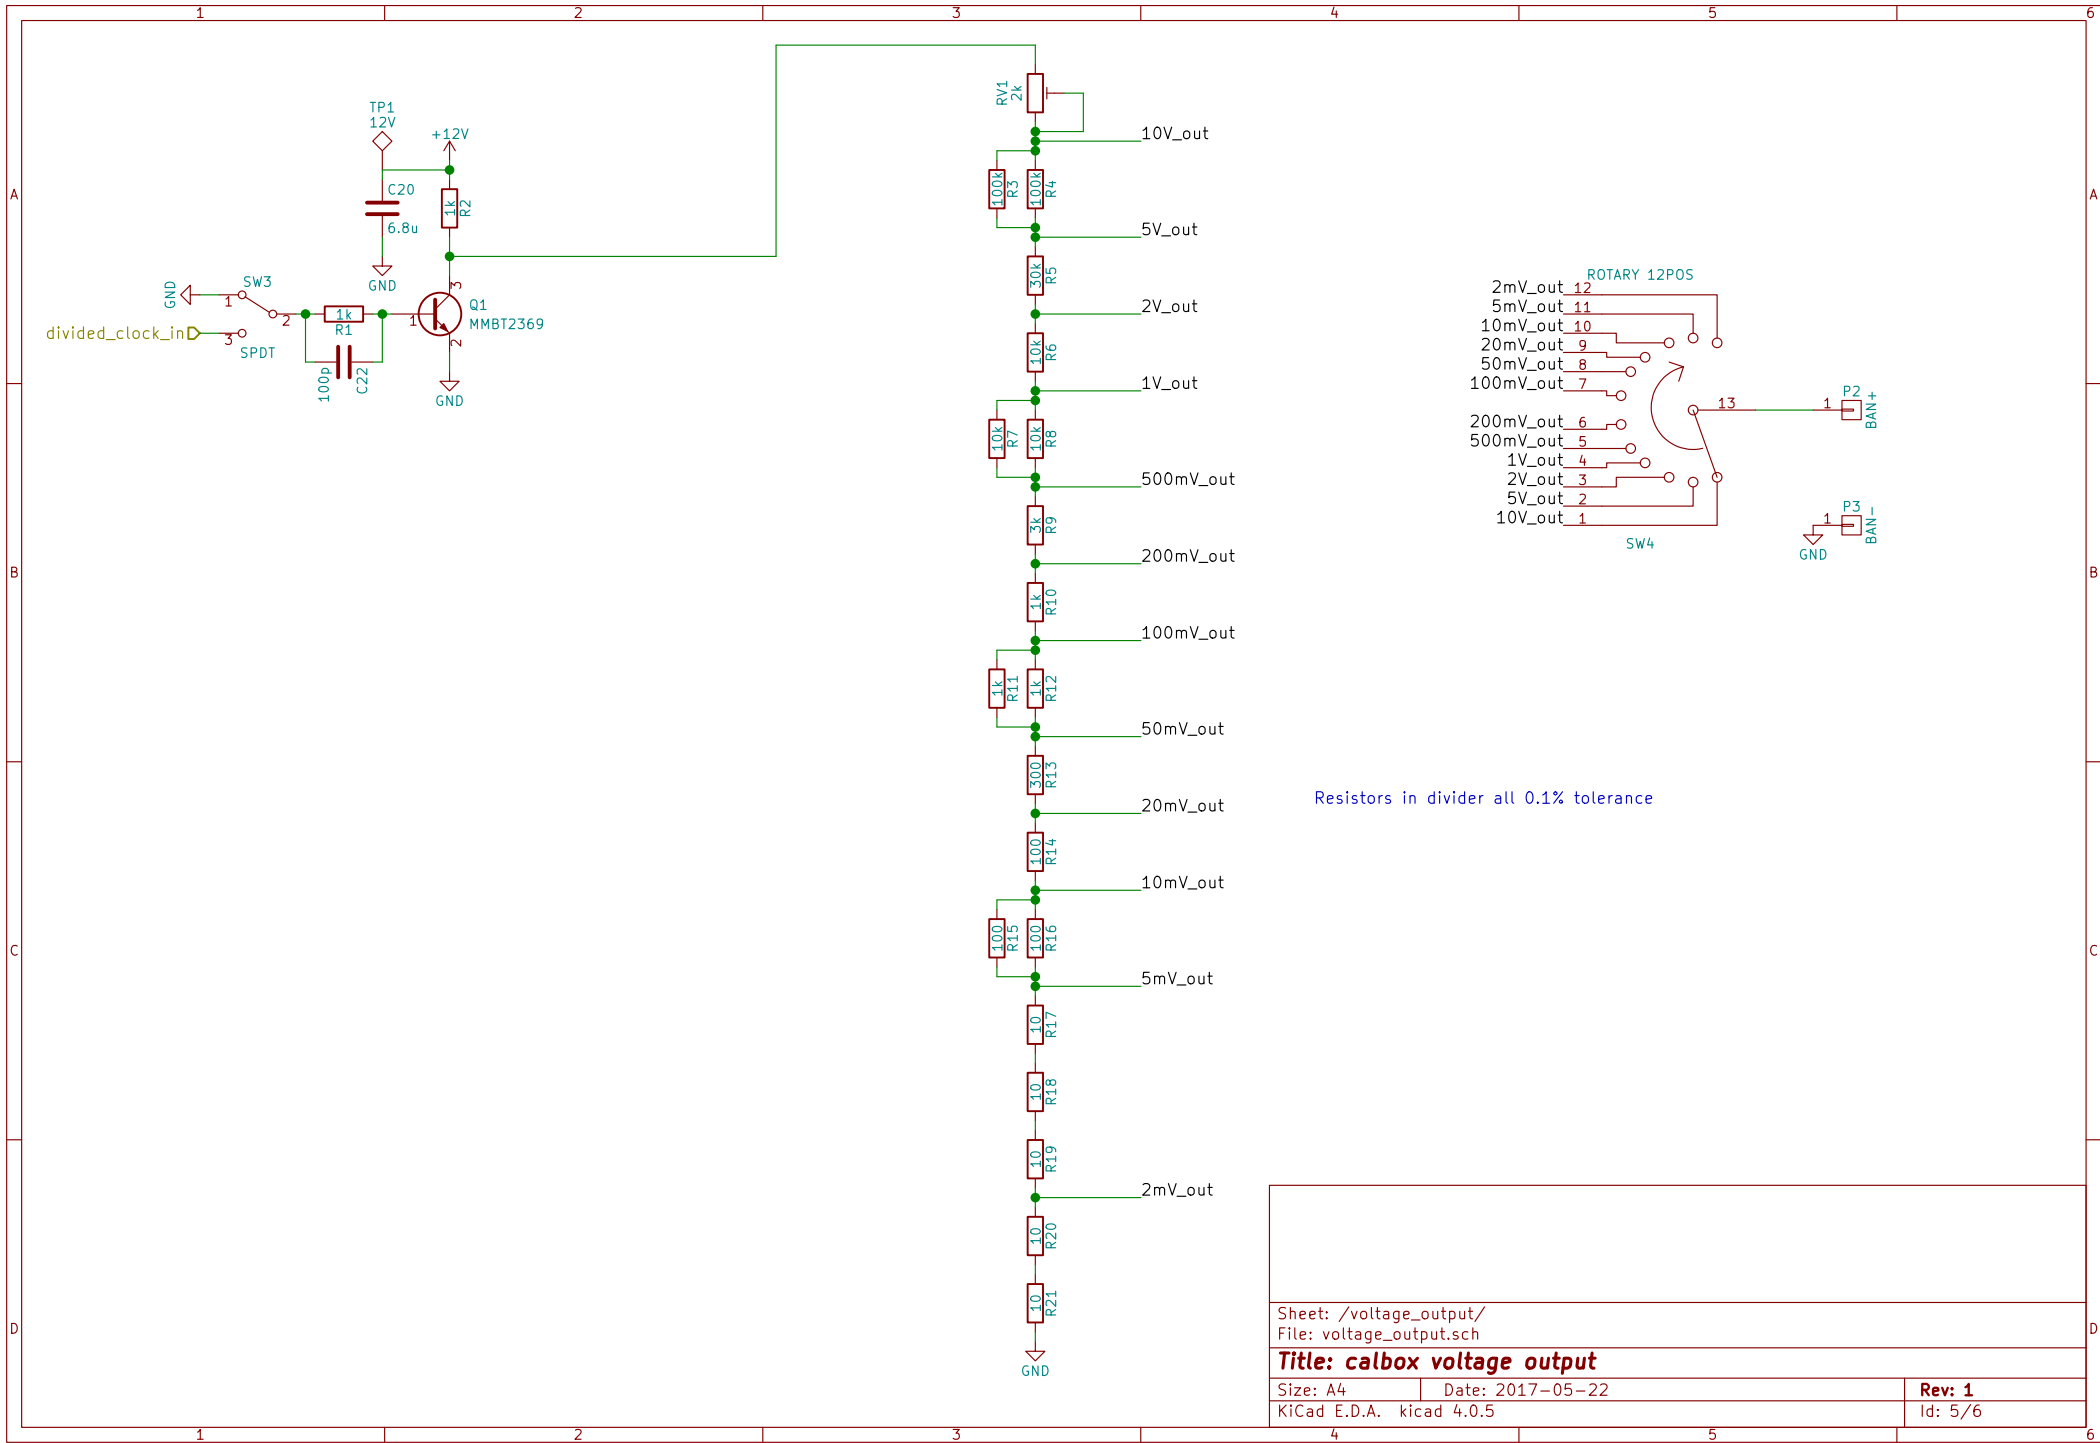 1 2 3 4 5 6
A
B
C
D
TP1
12V
+12V
C20
6.8u
GND
1k
R2
GND
1
SW3
2
divided_clock_in
3
SPDT
1k
R1
100p
C22
1
3
2
Q1
MMBT2369
GND
RV1
2k
10V_out
100k
R3
100k
R4
5V_out
30k
R5
2V_out
10k
R6
1V_out
10k
R7
10k
R8
500mV_out
3k
R9
200mV_out
1k
R10
100mV_out
1k
R11
1k
R12
50mV_out
300
R13
20mV_out
100
R14
10mV_out
100
R15
100
R16
5mV_out
10
R17
10
R18
10
R19
2mV_out
10
R20
10
R21
GND
ROTARY 12POS
2mV_out 12
5mV_out 11
10mV_out 10
20mV_out 9
50mV_out 8
100mV_out 7
200mV_out 6
500mV_out 5
1V_out 4
2V_out 3
5V_out 2
10V_out 1
SW4
13
1
P2
BAN+
1
P3
BAN-
GND
Resistors in divider all 0.1% tolerance
Sheet: /voltage_output/
File: voltage_output.sch
Title: calbox voltage output
Size: A4 Date: 2017-05-22 Rev: 1
KiCad E.D.A. kicad 4.0.5 Id: 5/6
A
B
C
D
1 2 3 4 5 6